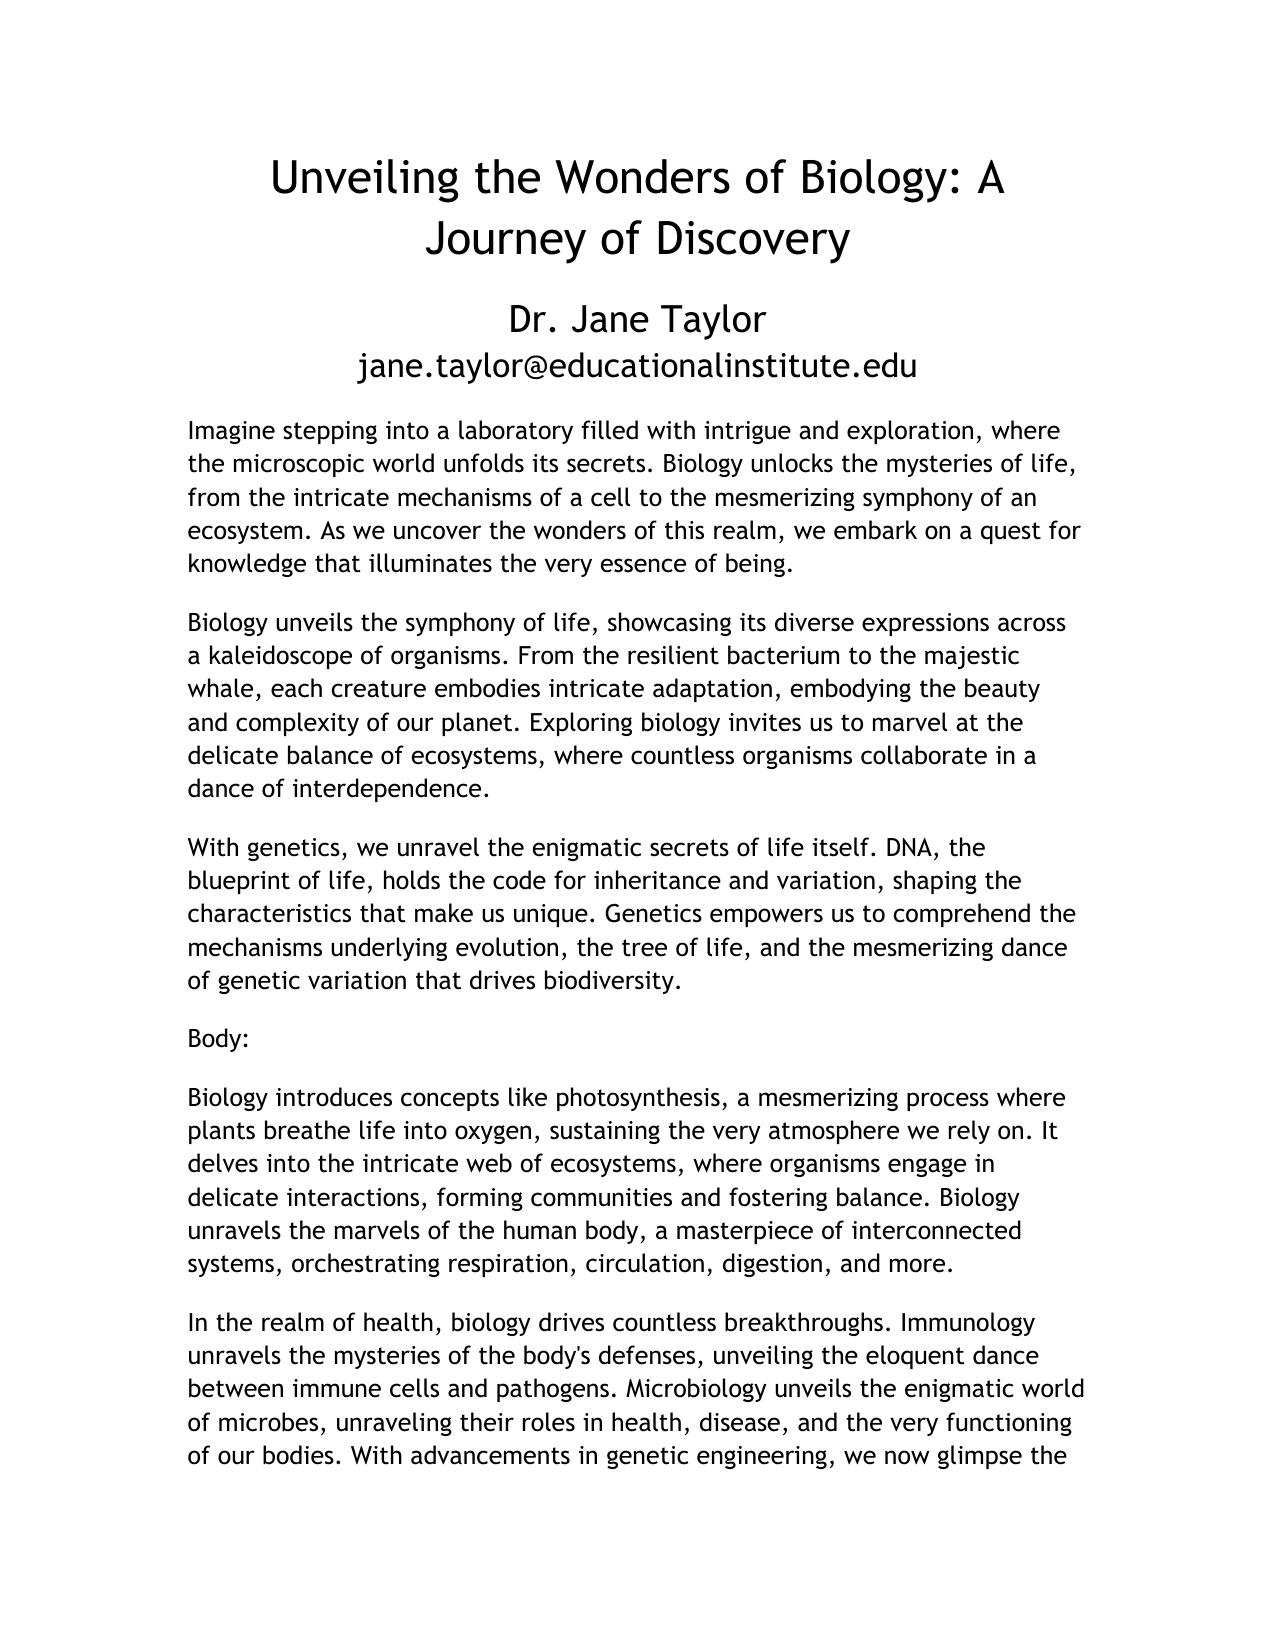 Unveiling the Wonders of Biology: A
Journey of Discovery
Dr. Jane Taylor
jane.taylor@educationalinstitute.edu
Imagine stepping into a laboratory filled with intrigue and exploration, where
the microscopic world unfolds its secrets. Biology unlocks the mysteries of life,
from the intricate mechanisms of a cell to the mesmerizing symphony of an
ecosystem. As we uncover the wonders of this realm, we embark on a quest for
knowledge that illuminates the very essence of being.
Biology unveils the symphony of life, showcasing its diverse expressions across
a kaleidoscope of organisms. From the resilient bacterium to the majestic
whale, each creature embodies intricate adaptation, embodying the beauty
and complexity of our planet. Exploring biology invites us to marvel at the
delicate balance of ecosystems, where countless organisms collaborate in a
dance of interdependence.
With genetics, we unravel the enigmatic secrets of life itself. DNA, the
blueprint of life, holds the code for inheritance and variation, shaping the
characteristics that make us unique. Genetics empowers us to comprehend the
mechanisms underlying evolution, the tree of life, and the mesmerizing dance
of genetic variation that drives biodiversity.
Body:
Biology introduces concepts like photosynthesis, a mesmerizing process where
plants breathe life into oxygen, sustaining the very atmosphere we rely on. It
delves into the intricate web of ecosystems, where organisms engage in
delicate interactions, forming communities and fostering balance. Biology
unravels the marvels of the human body, a masterpiece of interconnected
systems, orchestrating respiration, circulation, digestion, and more.
In the realm of health, biology drives countless breakthroughs. Immunology
unravels the mysteries of the body's defenses, unveiling the eloquent dance
between immune cells and pathogens. Microbiology unveils the enigmatic world
of microbes, unraveling their roles in health, disease, and the very functioning
of our bodies. With advancements in genetic engineering, we now glimpse the